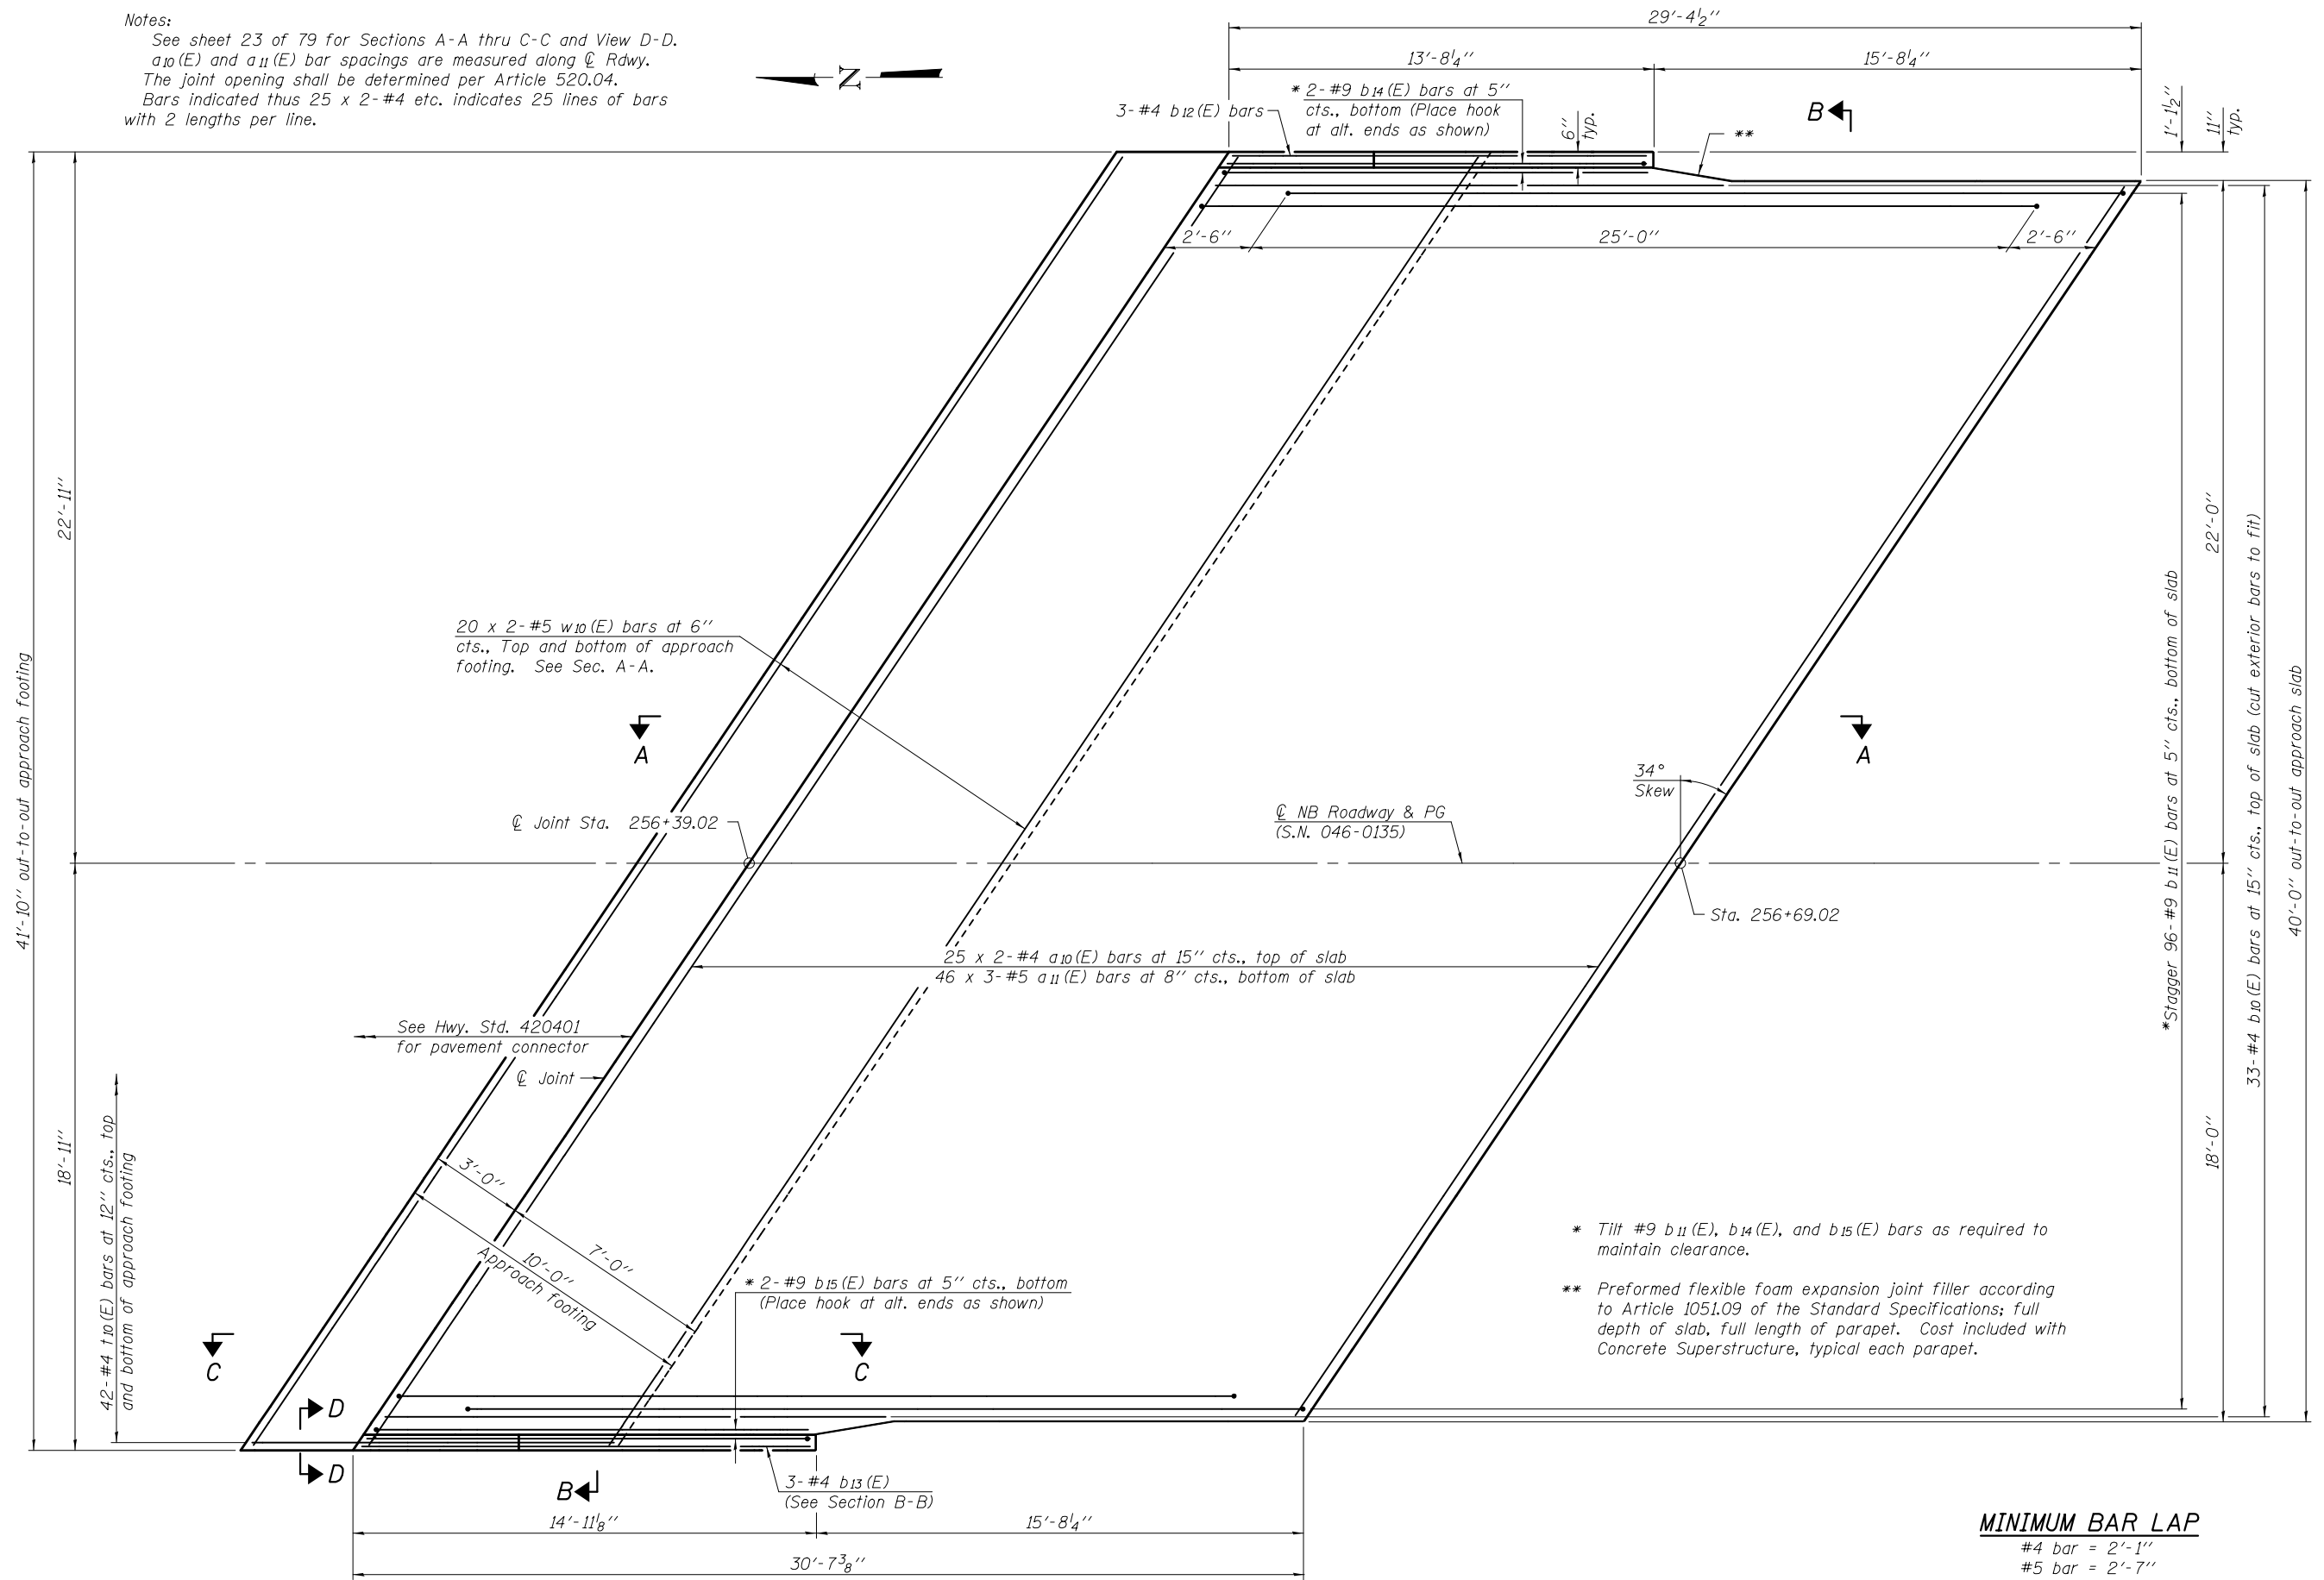 Notes:
See sheet 23 of 79 for Sections A-A thru C-C and View D-D.
a10(E) and a11(E) bar spacings are measured along ℄ Rdwy.
The joint opening shall be determined per Article 520.04.
Bars indicated thus 25 x 2-#4 etc. indicates 25 lines of bars
with 2 lengths per line.
N
29'-4½"
13'-8¼"
15'-8¼"
3-#4 b12(E) bars
* 2-#9 b14(E) bars at 5"
cts., bottom (Place hook
at alt. ends as shown)
6"
typ.
**
B
1'-1½"
11"
typ.
2'-6"
25'-0"
2'-6"
41'-10" out-to-out approach footing
22'-11"
18'-11"
42-#4 t10(E) bars at 12" cts., top
and bottom of approach footing
20 x 2-#5 w10(E) bars at 6"
cts., Top and bottom of approach
footing. See Sec. A-A.
A
A
34°
Skew
℄ Joint Sta. 256+39.02
℄ NB Roadway & PG
(S.N. 046-0135)
Sta. 256+69.02
25 x 2-#4 a10(E) bars at 15" cts., top of slab
46 x 3-#5 a11(E) bars at 8" cts., bottom of slab
See Hwy. Std. 420401
for pavement connector
℄ Joint
3'-0"
7'-0"
10'-0"
Approach footing
*Stagger 96-#9 b11(E) bars at 5" cts., bottom of slab
22'-0"
18'-0"
33-#4 b10(E) bars at 15" cts., top of slab (cut exterior bars to fit)
40'-0" out-to-out approach slab
* 2-#9 b15(E) bars at 5" cts., bottom
(Place hook at alt. ends as shown)
C
C
D
D
B
3-#4 b13(E)
(See Section B-B)
14'-11⅛"
15'-8¼"
30'-7⅜"
* Tilt #9 b11(E), b14(E), and b15(E) bars as required to
maintain clearance.
** Preformed flexible foam expansion joint filler according
to Article 1051.09 of the Standard Specifications; full
depth of slab, full length of parapet. Cost included with
Concrete Superstructure, typical each parapet.
MINIMUM BAR LAP
#4 bar = 2'-1"
#5 bar = 2'-7"